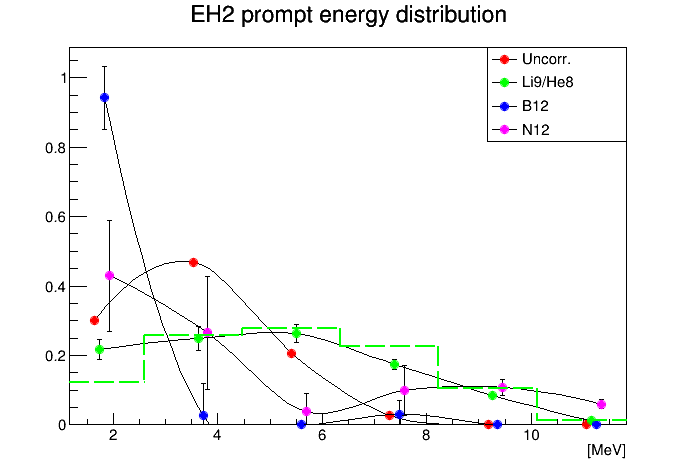 EH2 prompt energy distribution
Uncorr.
Li9/He8
B12
N12
1
0.8
0.6
0.4
0.2
0
2 4 6 8 10
[MeV]